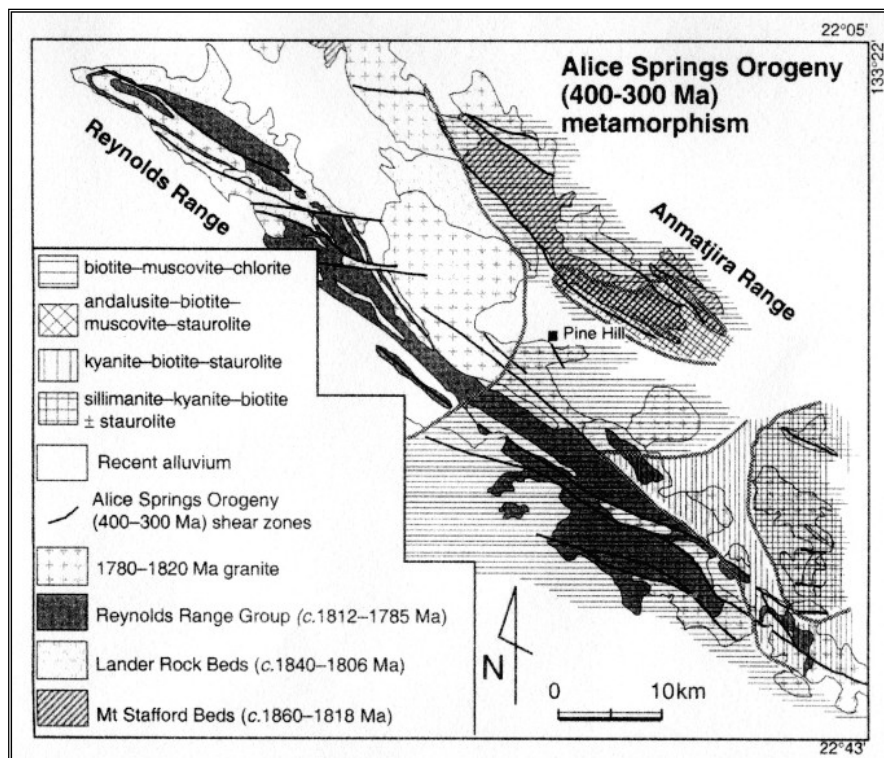 22°05'
133°22'
Alice Springs Orogeny
(400-300 Ma)
metamorphism
Reynolds Range
Anmatjira Range
Pine Hill
biotite–muscovite–chlorite
andalusite–biotite–
muscovite–staurolite
kyanite–biotite–staurolite
sillimanite–kyanite–biotite
± staurolite
Recent alluvium
Alice Springs Orogeny
(400–300 Ma) shear zones
1780–1820 Ma granite
Reynolds Range Group (c.1812–1785 Ma)
Lander Rock Beds (c.1840–1806 Ma)
Mt Stafford Beds (c.1860–1818 Ma)
N
0 10km
22°43'